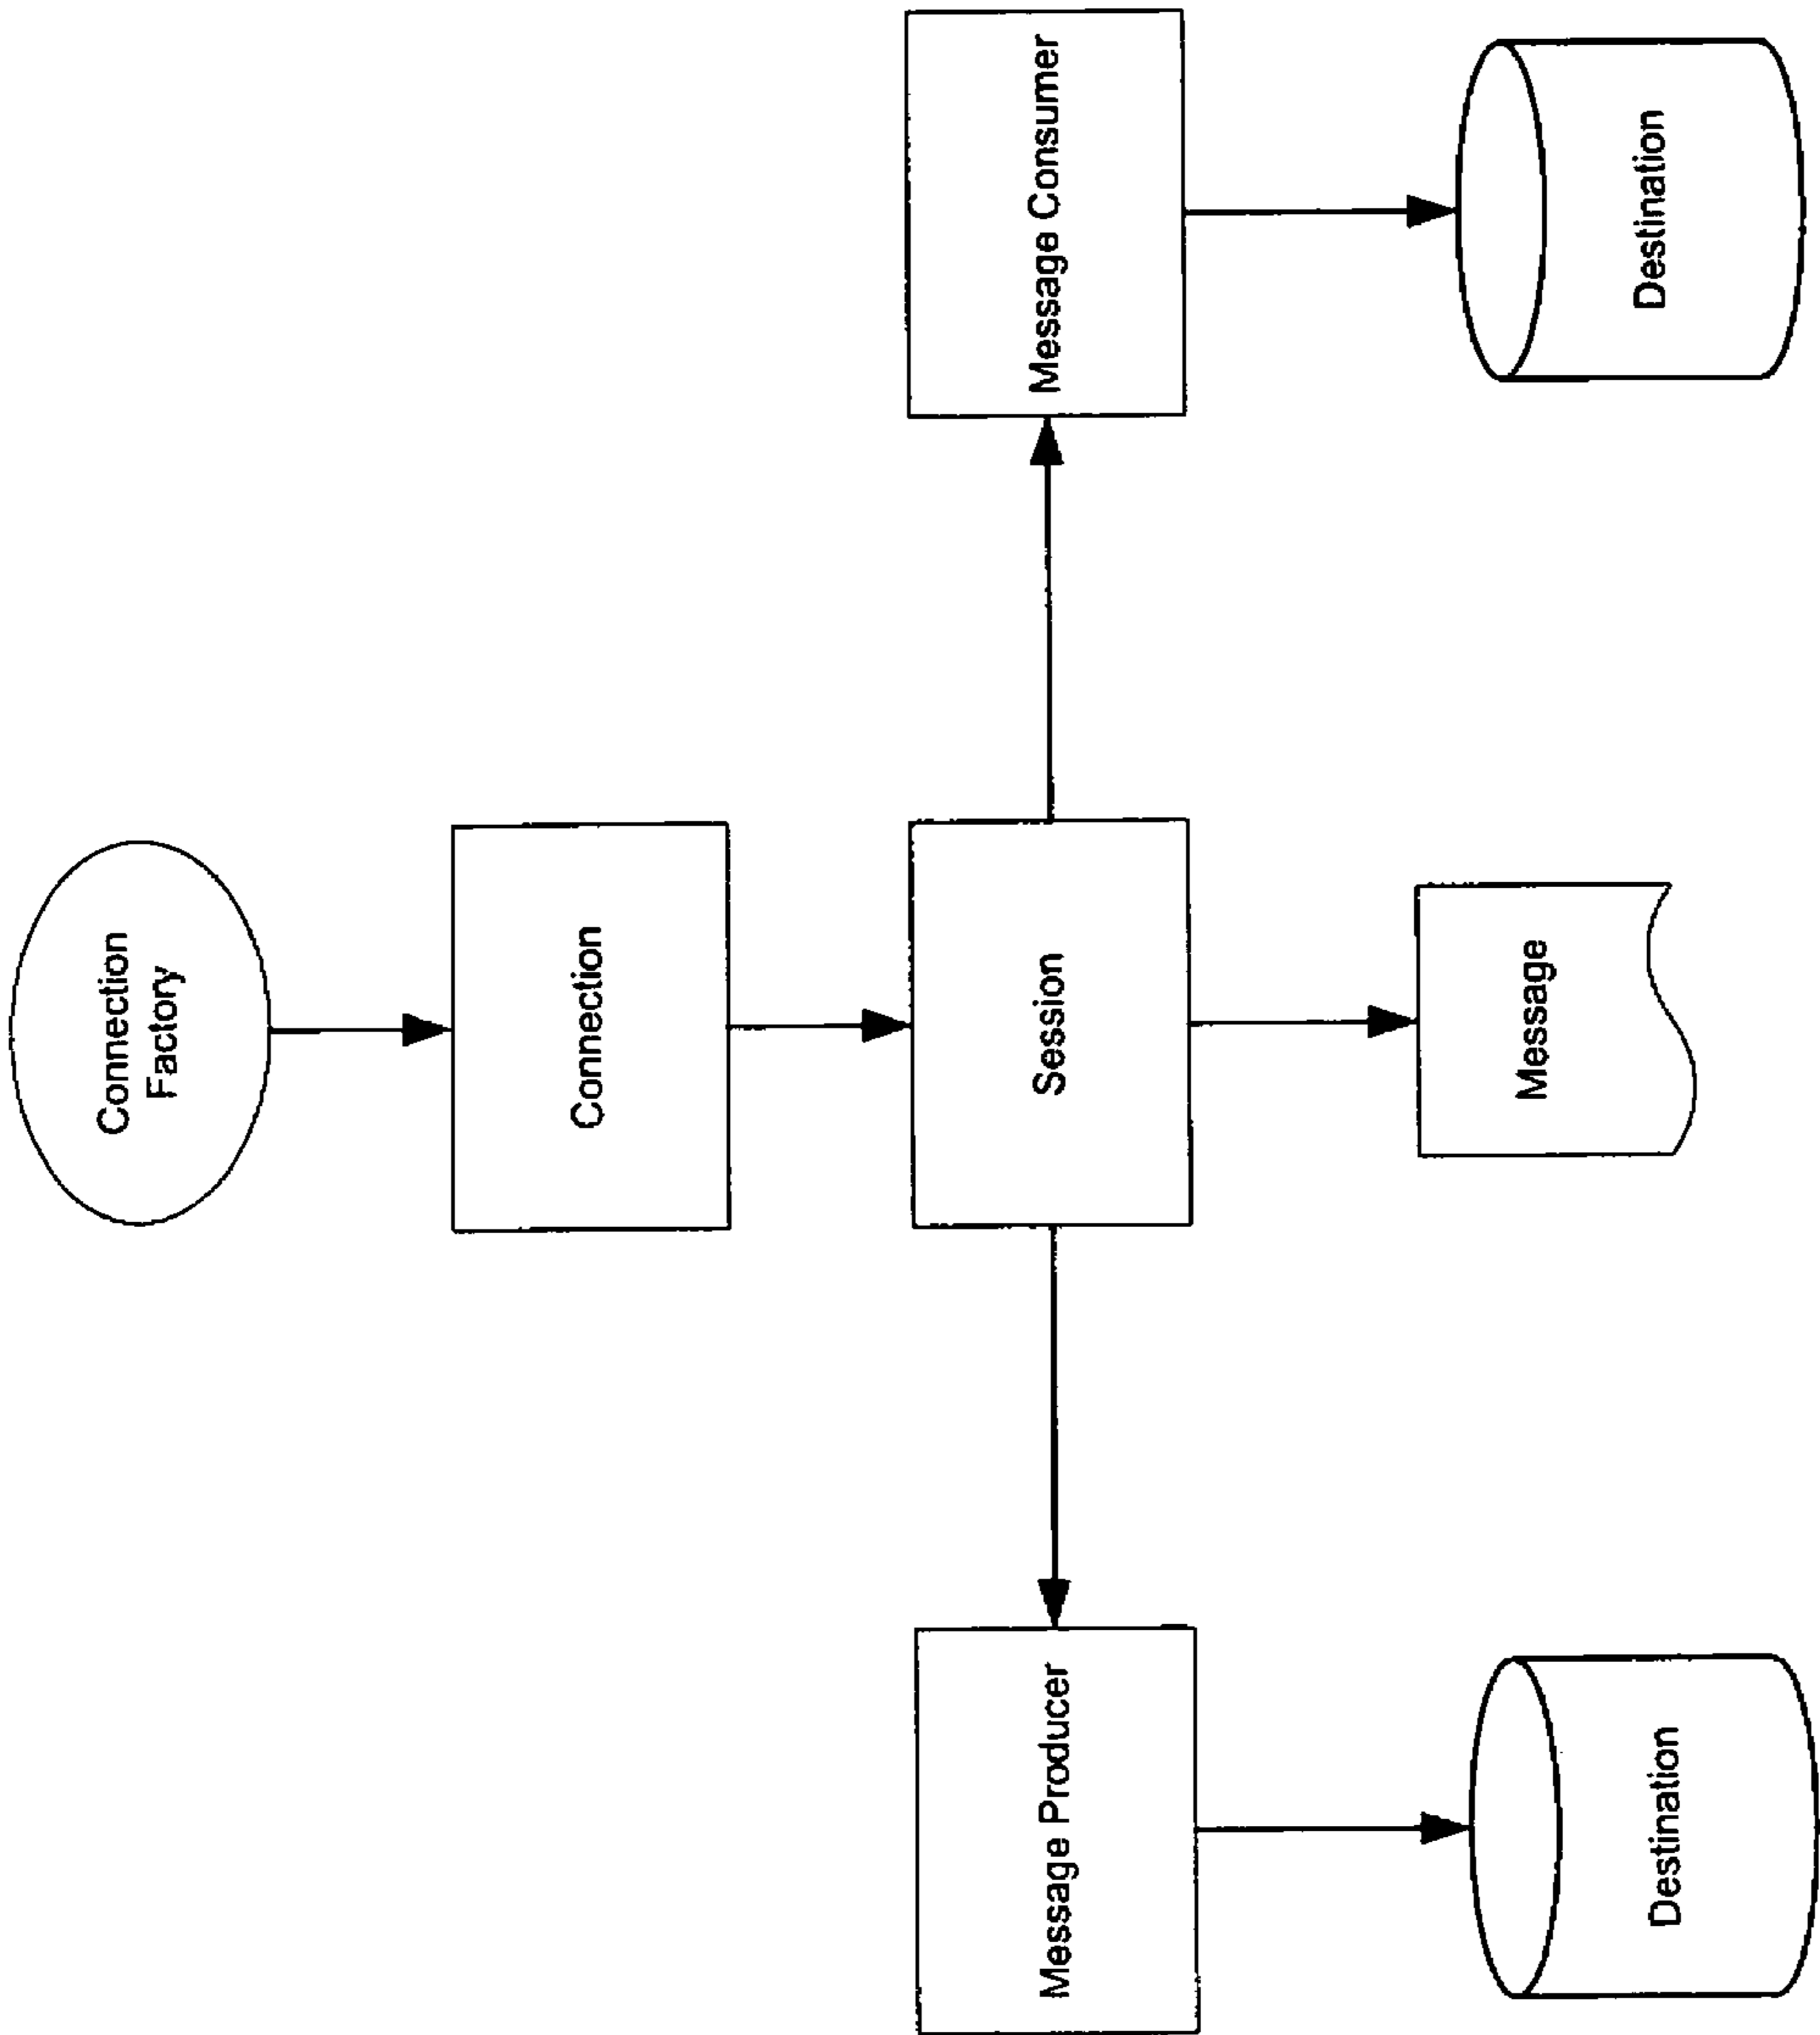 Connection
Factory
Connection
Message Producer
Session
Message Consumer
Destination
Message
Destination